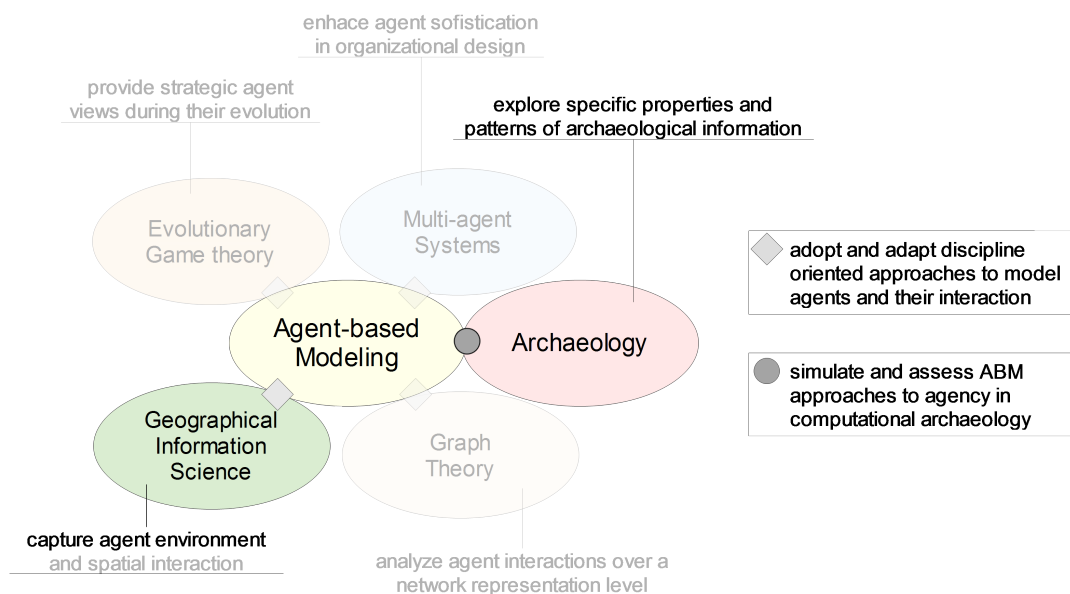 enhace agent sofistication
in organizational design
provide strategic agent
views during their evolution
explore specific properties and
patterns of archaeological information
Evolutionary
Game theory
Multi-agent
Systems
adopt and adapt discipline
oriented approaches to model
agents and their interaction
Agent-based
Modeling
Archaeology
simulate and assess ABM
approaches to agency in
computational archaeology
Geographical
Information
Science
Graph
Theory
capture agent environment
and spatial interaction
analyze agent interactions over a
network representation level